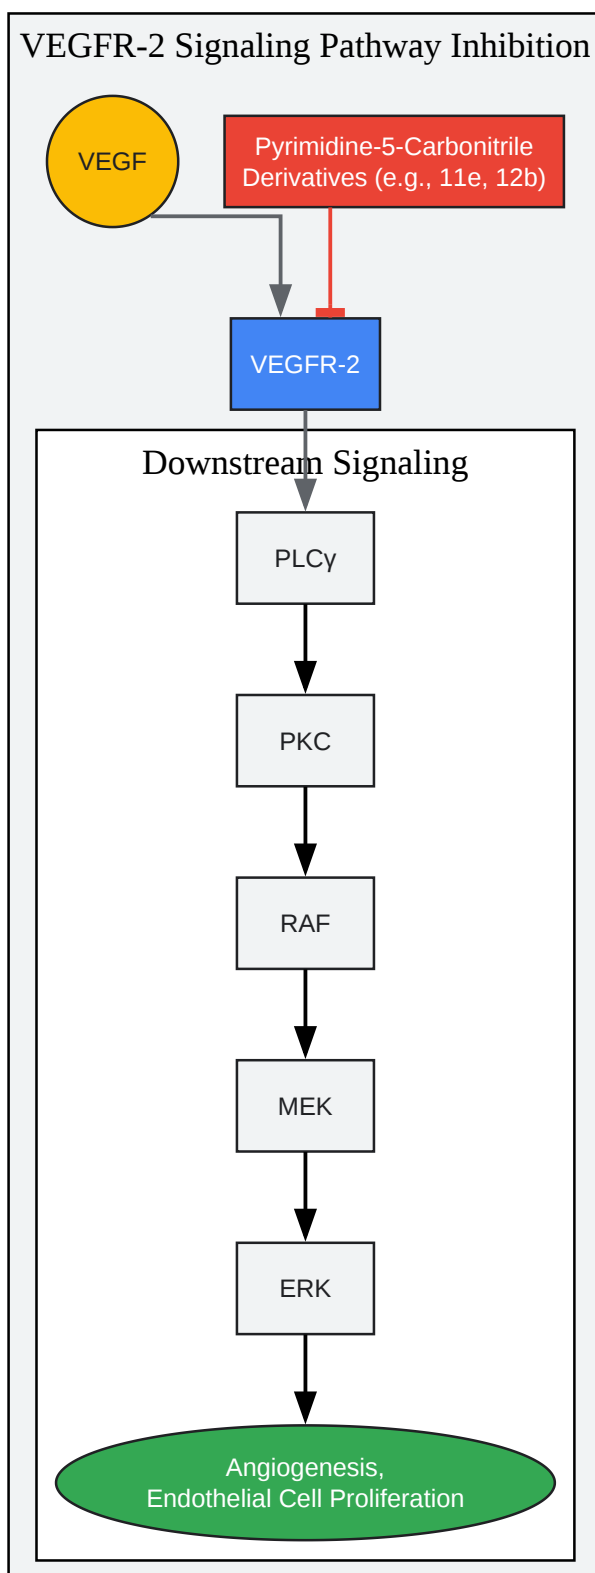 VEGFR-2 Signaling Pathway Inhibition
VEGF
Pyrimidine-5-Carbonitrile
Derivatives (e.g., 11e, 12b)
VEGFR-2
Downstream Signaling
PLCγ
PKC
RAF
MEK
ERK
Angiogenesis,
Endothelial Cell Proliferation